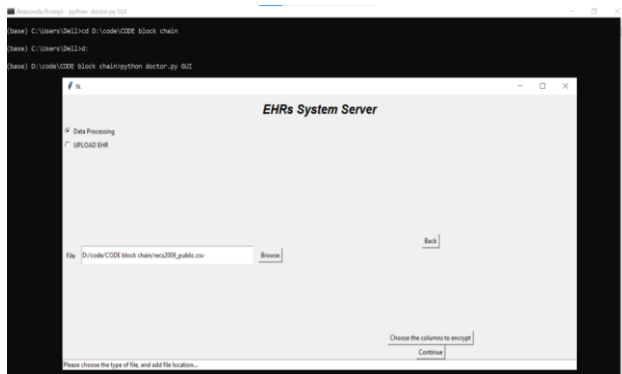 Anaconda Prompt - python doctor.py GUI
(base) C:\Users\Dell>cd D:\code\CODE block chain
(base) C:\Users\Dell>d:
(base) D:\code\CODE block chain>python doctor.py GUI
tk
EHRs System Server
Data Processing
UPLOAD EHR
Back
File D:/code/CODE block chain/recs2009_public.csv Browse
Choose the columns to encrypt
Continue
Please choose the type of file, and add file location...